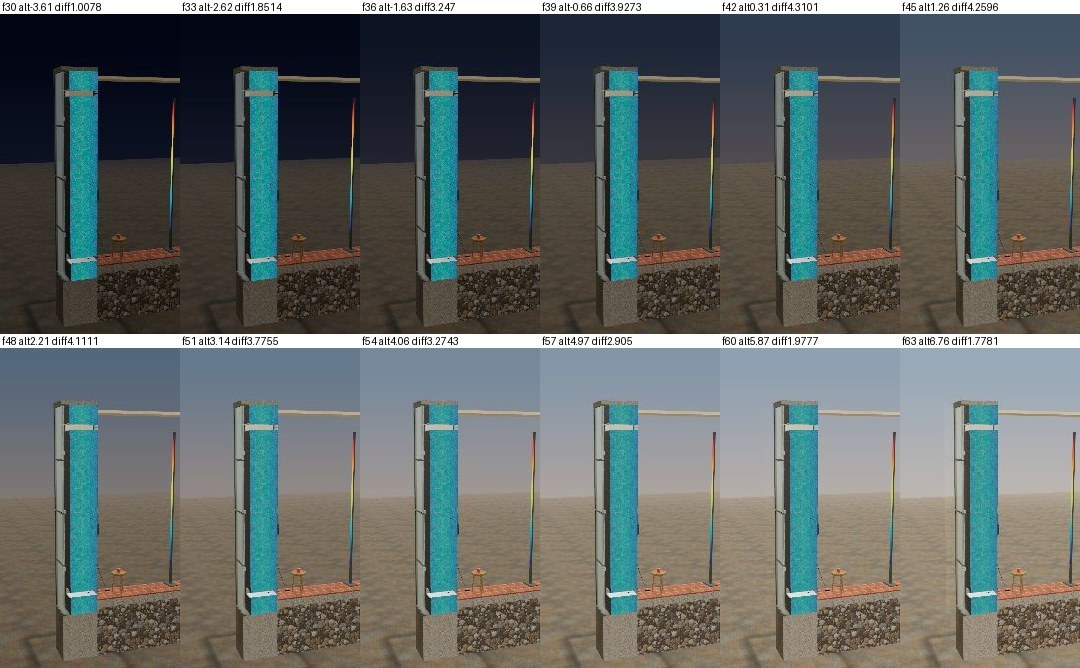 f30 alt-3.61 diff1.0078
f33 alt-2.62 diff1.8514
f36 alt-1.63 diff3.247
f39 alt-0.66 diff3.9273
f42 alt0.31 diff4.3101
f45 alt1.26 diff4.2596
f48 alt2.21 diff4.1111
f51 alt3.14 diff3.7755
f54 alt4.06 diff3.2743
f57 alt4.97 diff2.905
f60 alt5.87 diff1.9777
f63 alt6.76 diff1.7781